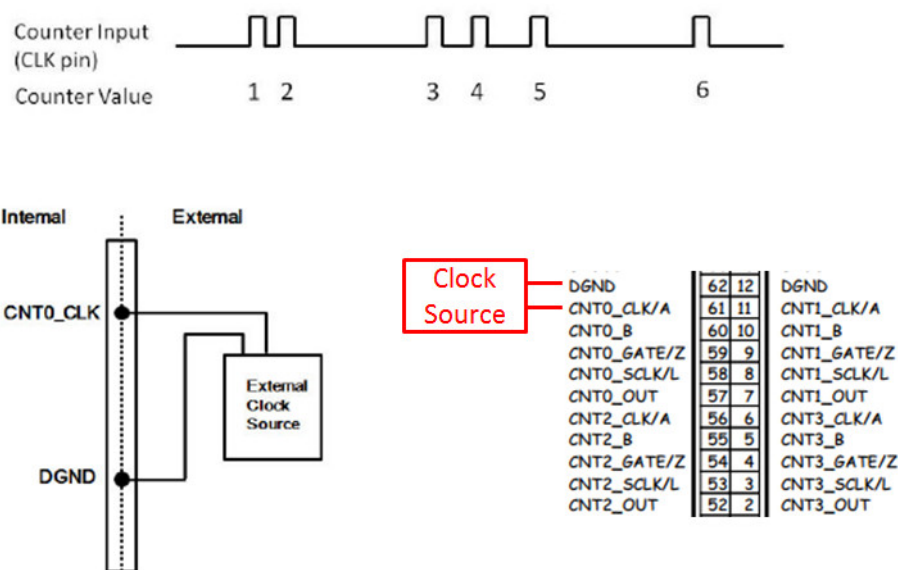 Counter Input
(CLK pin)
Counter Value 1 2 3 4 5 6
Internal External
CNT0_CLK
External
Clock
Source
DGND
Clock
Source
DGND 62 12 DGND
CNT0_CLK/A 61 11 CNT1_CLK/A
CNT0_B 60 10 CNT1_B
CNT0_GATE/Z 59 9 CNT1_GATE/Z
CNT0_SCLK/L 58 8 CNT1_SCLK/L
CNT0_OUT 57 7 CNT1_OUT
CNT2_CLK/A 56 6 CNT3_CLK/A
CNT2_B 55 5 CNT3_B
CNT2_GATE/Z 54 4 CNT3_GATE/Z
CNT2_SCLK/L 53 3 CNT3_SCLK/L
CNT2_OUT 52 2 CNT3_OUT